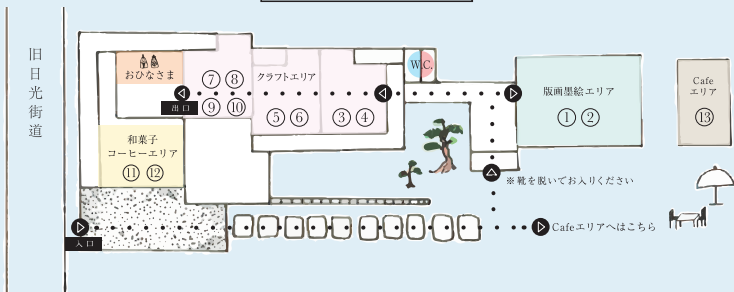 旧日光街道
おひなさま
出口
⑦ ⑧
⑨ ⑩
クラフトエリア
⑤ ⑥
③ ④
W.C.
版画墨絵エリア
① ②
Cafe
エリア
⑬
和菓子
コーヒーエリア
⑪ ⑫
※靴を脱いでお入りください
入口
Cafeエリアへはこちら